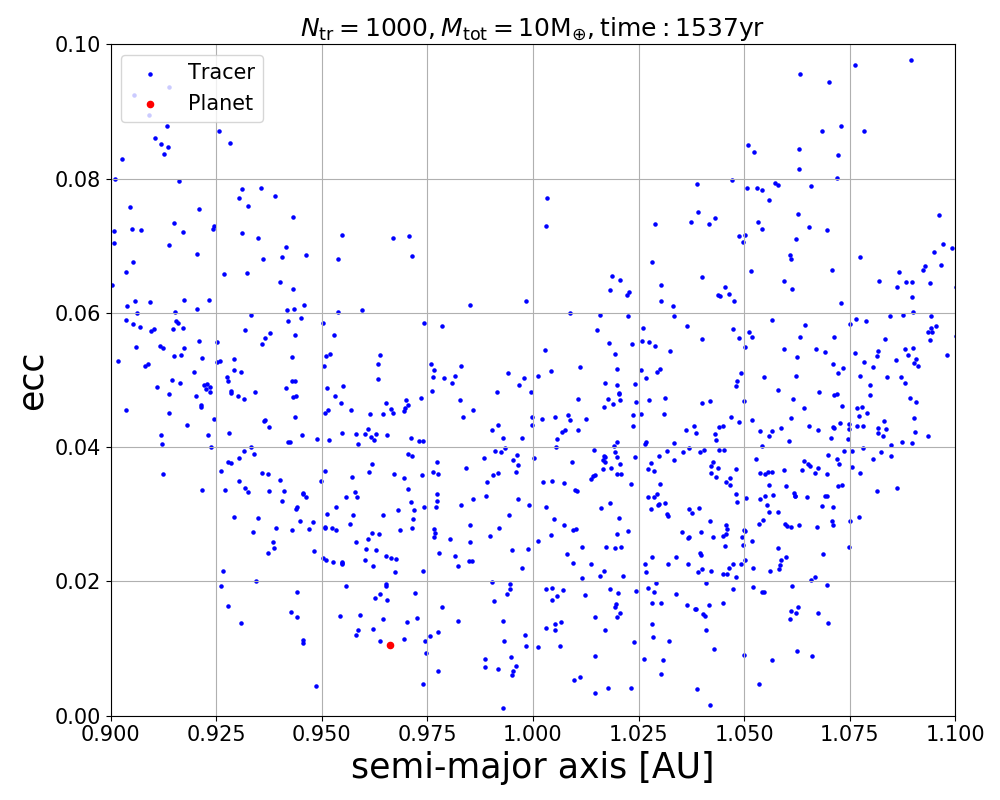 N_tr = 1000, M_tot = 10M_⊕, time : 1537yr
Tracer
Planet
ecc
0.10
0.08
0.06
0.04
0.02
0.00
0.900 0.925 0.950 0.975 1.000 1.025 1.050 1.075 1.100
semi-major axis [AU]